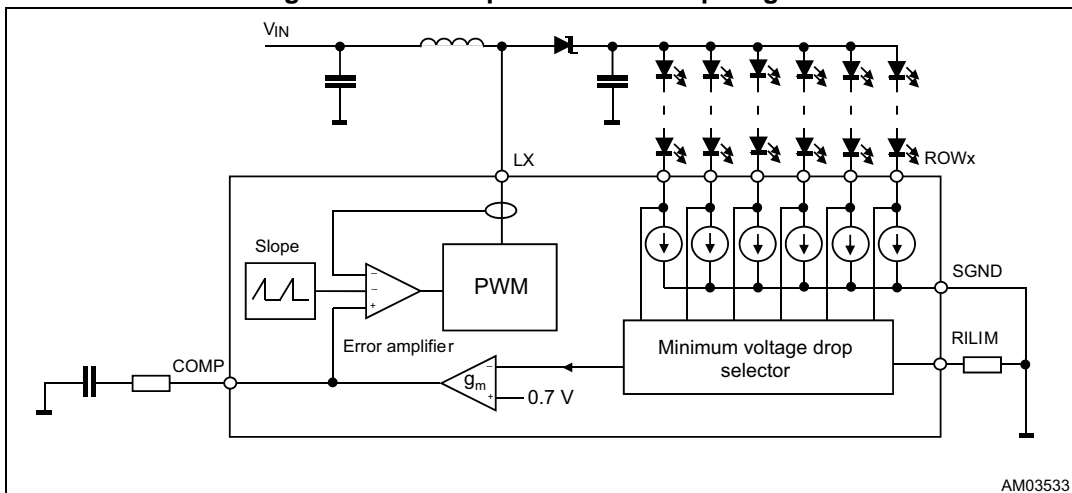 VIN
LX
ROWx
Slope
SGND
PWM
–
–
+
RILIM
Error amplifier
Minimum voltage drop
selector
COMP
gm
–
+
0.7 V
AM03533